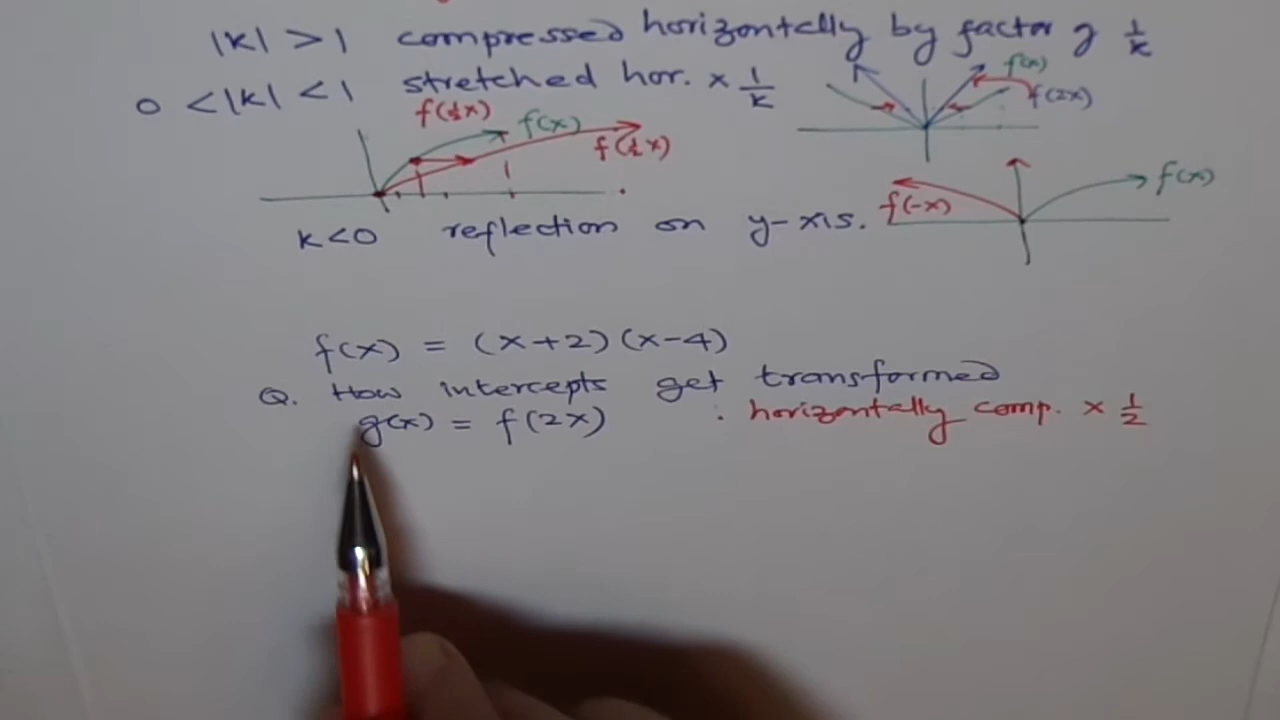 |k| > 1 compressed horizontally by factor of 1/k
0 < |k| < 1 stretched hor. × 1/k
f(x)
f(2x)
f(½x) f(x)
f(½x)
f(-x) f(x)
k<0 reflection on y-xis.
f(x) = (x+2)(x-4)
Q. How intercepts get transformed
g(x) = f(2x) : horizontally comp. × 1/2